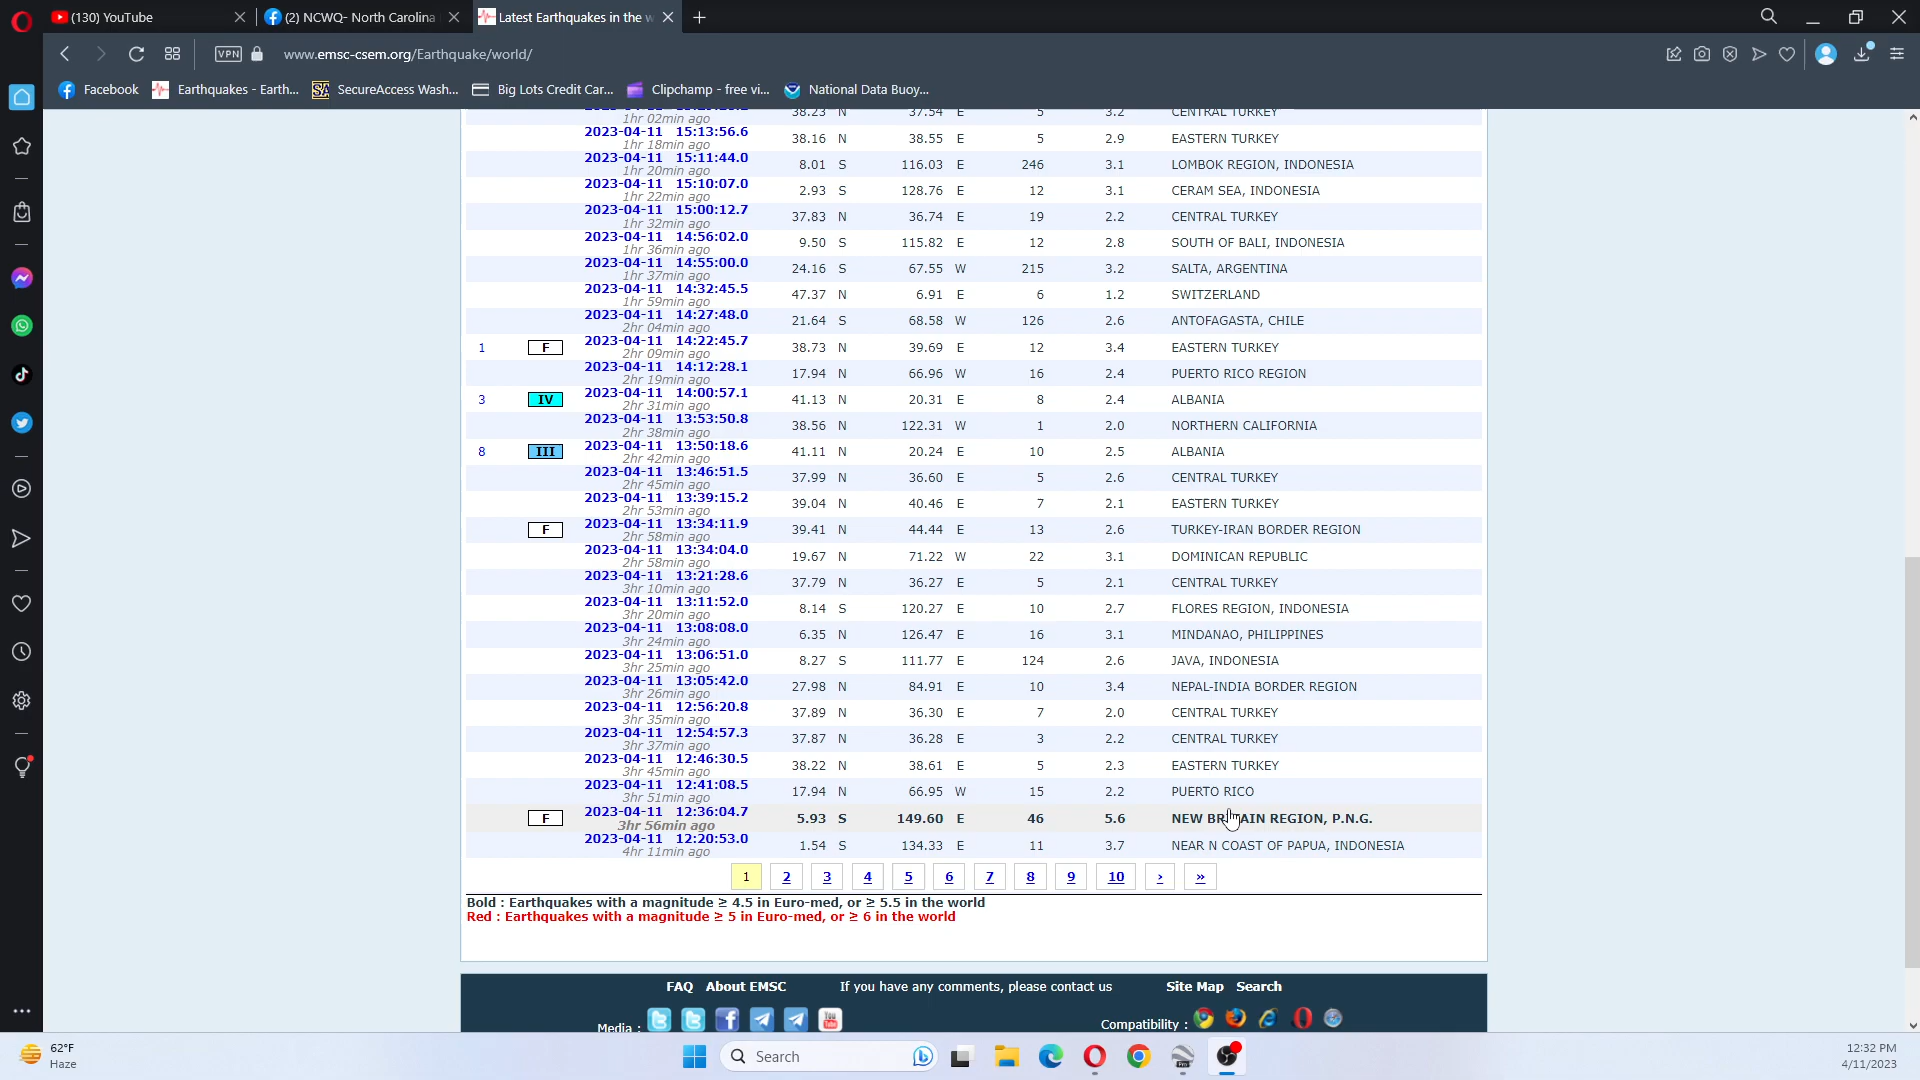 (130) YouTube
(2) NCWQ- North Carolina
Latest Earthquakes in the w
VPN
www.emsc-csem.org/Earthquake/world/
Facebook
Earthquakes - Earth...
SA
SecureAccess Wash...
Big Lots Credit Car...
Clipchamp - free vi...
National Data Buoy...
1hr 02min ago 38.23 N 37.54 E 5 3.2 CENTRAL TURKEY
2023-04-11 15:13:56.6
1hr 18min ago 38.16 N 38.55 E 5 2.9 EASTERN TURKEY
2023-04-11 15:11:44.0
1hr 20min ago 8.01 S 116.03 E 246 3.1 LOMBOK REGION, INDONESIA
2023-04-11 15:10:07.0
1hr 22min ago 2.93 S 128.76 E 12 3.1 CERAM SEA, INDONESIA
2023-04-11 15:00:12.7
1hr 32min ago 37.83 N 36.74 E 19 2.2 CENTRAL TURKEY
2023-04-11 14:56:02.0
1hr 36min ago 9.50 S 115.82 E 12 2.8 SOUTH OF BALI, INDONESIA
2023-04-11 14:55:00.0
1hr 37min ago 24.16 S 67.55 W 215 3.2 SALTA, ARGENTINA
2023-04-11 14:32:45.5
1hr 59min ago 47.37 N 6.91 E 6 1.2 SWITZERLAND
2023-04-11 14:27:48.0
2hr 04min ago 21.64 S 68.58 W 126 2.6 ANTOFAGASTA, CHILE
1 F 2023-04-11 14:22:45.7
2hr 09min ago 38.73 N 39.69 E 12 3.4 EASTERN TURKEY
2023-04-11 14:12:28.1
2hr 19min ago 17.94 N 66.96 W 16 2.4 PUERTO RICO REGION
3 IV 2023-04-11 14:00:57.1
2hr 31min ago 41.13 N 20.31 E 8 2.4 ALBANIA
2023-04-11 13:53:50.8
2hr 38min ago 38.56 N 122.31 W 1 2.0 NORTHERN CALIFORNIA
8 III 2023-04-11 13:50:18.6
2hr 42min ago 41.11 N 20.24 E 10 2.5 ALBANIA
2023-04-11 13:46:51.5
2hr 45min ago 37.99 N 36.60 E 5 2.6 CENTRAL TURKEY
2023-04-11 13:39:15.2
2hr 53min ago 39.04 N 40.46 E 7 2.1 EASTERN TURKEY
F 2023-04-11 13:34:11.9
2hr 58min ago 39.41 N 44.44 E 13 2.6 TURKEY-IRAN BORDER REGION
2023-04-11 13:34:04.0
2hr 58min ago 19.67 N 71.22 W 22 3.1 DOMINICAN REPUBLIC
2023-04-11 13:21:28.6
3hr 10min ago 37.79 N 36.27 E 5 2.1 CENTRAL TURKEY
2023-04-11 13:11:52.0
3hr 20min ago 8.14 S 120.27 E 10 2.7 FLORES REGION, INDONESIA
2023-04-11 13:08:08.0
3hr 24min ago 6.35 N 126.47 E 16 3.1 MINDANAO, PHILIPPINES
2023-04-11 13:06:51.0
3hr 25min ago 8.27 S 111.77 E 124 2.6 JAVA, INDONESIA
2023-04-11 13:05:42.0
3hr 26min ago 27.98 N 84.91 E 10 3.4 NEPAL-INDIA BORDER REGION
2023-04-11 12:56:20.8
3hr 35min ago 37.89 N 36.30 E 7 2.0 CENTRAL TURKEY
2023-04-11 12:54:57.3
3hr 37min ago 37.87 N 36.28 E 3 2.2 CENTRAL TURKEY
2023-04-11 12:46:30.5
3hr 45min ago 38.22 N 38.61 E 5 2.3 EASTERN TURKEY
2023-04-11 12:41:08.5
3hr 51min ago 17.94 N 66.95 W 15 2.2 PUERTO RICO
F 2023-04-11 12:36:04.7
3hr 56min ago 5.93 S 149.60 E 46 5.6 NEW BRITAIN REGION, P.N.G.
2023-04-11 12:20:53.0
4hr 11min ago 1.54 S 134.33 E 11 3.7 NEAR N COAST OF PAPUA, INDONESIA
1 2 3 4 5 6 7 8 9 10 › »
Bold : Earthquakes with a magnitude ≥ 4.5 in Euro-med, or ≥ 5.5 in the world
Red : Earthquakes with a magnitude ≥ 5 in Euro-med, or ≥ 6 in the world
FAQ About EMSC If you have any comments, please contact us Site Map Search
Media : You Tube Compatibility :
62°F
Haze
Search
12:32 PM
4/11/2023